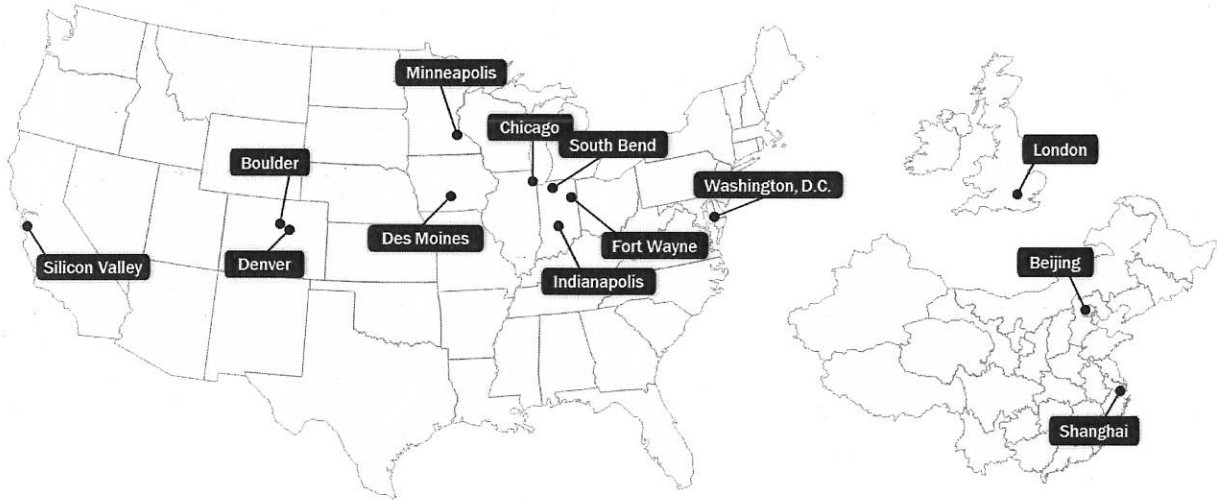 Minneapolis
Chicago
South Bend
Boulder
Washington, D.C.
London
Des Moines
Fort Wayne
Silicon Valley
Denver
Indianapolis
Beijing
Shanghai